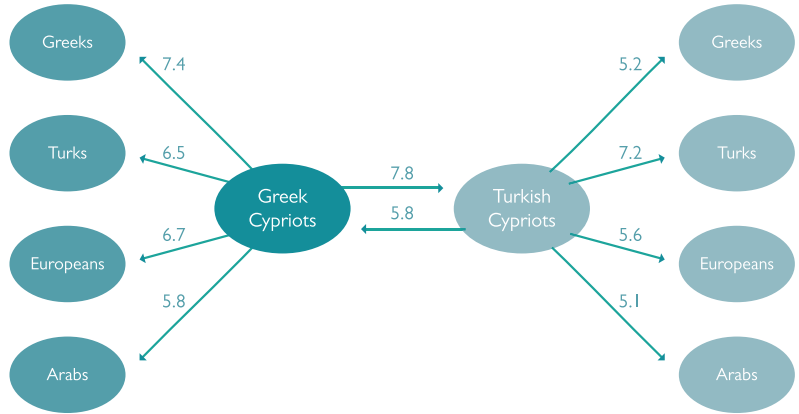 Greeks
7.4
5.2
Greeks
Turks
6.5
7.2
Turks
7.8
Greek
Cypriots
Turkish
Cypriots
5.8
Europeans
6.7
5.6
Europeans
5.8
5.1
Arabs
Arabs